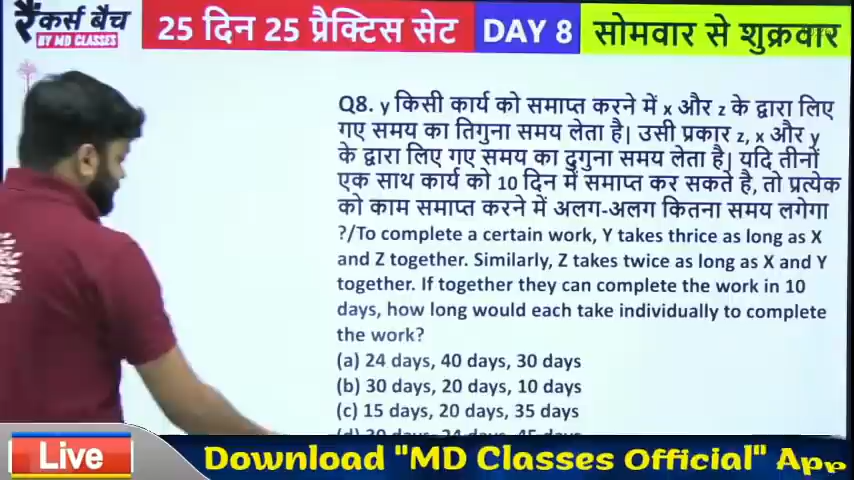 रैंकर्स बैच
BY MD CLASSES
25 दिन 25 प्रैक्टिस सेट
DAY 8
सोमवार से शुक्रवार
Q8. y किसी कार्य को समाप्त करने में x और z के द्वारा लिए
गए समय का तिगुना समय लेता है| उसी प्रकार z, x और y
के द्वारा लिए गए समय का दुगुना समय लेता है| यदि तीनों
एक साथ कार्य को 10 दिन में समाप्त कर सकते है, तो प्रत्येक
को काम समाप्त करने में अलग-अलग कितना समय लगेगा
?/To complete a certain work, Y takes thrice as long as X
and Z together. Similarly, Z takes twice as long as X and Y
together. If together they can complete the work in 10
days, how long would each take individually to complete
the work?
(a) 24 days, 40 days, 30 days
(b) 30 days, 20 days, 10 days
(c) 15 days, 20 days, 35 days
Live
Download "MD Classes Official" App